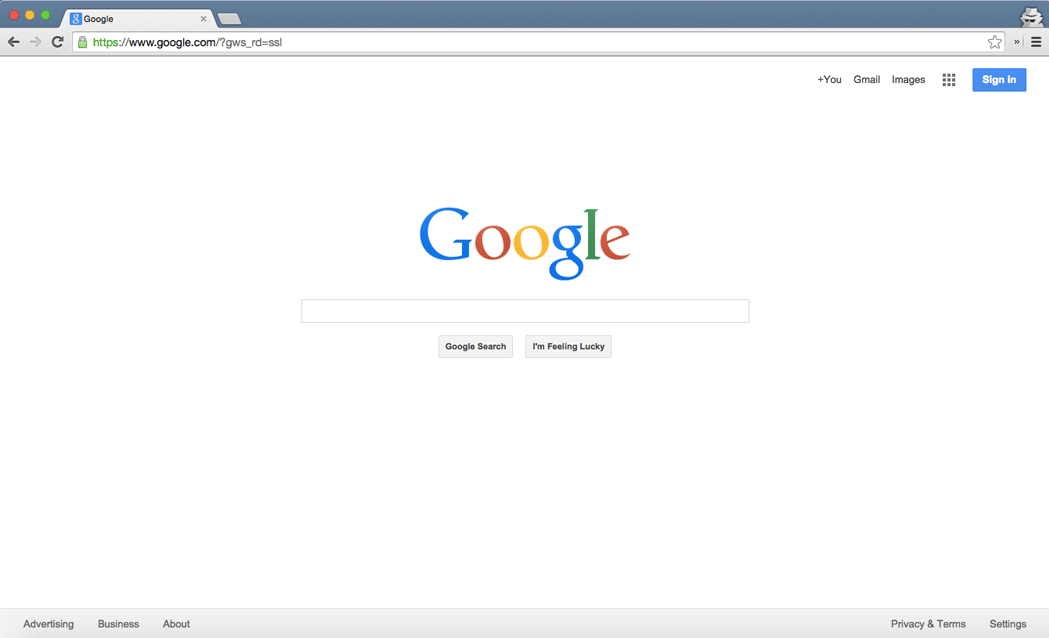 Google
https://www.google.com/?gws_rd=ssl
+You Gmail Images Sign in
Google
Google Search I'm Feeling Lucky
Advertising Business About Privacy & Terms Settings